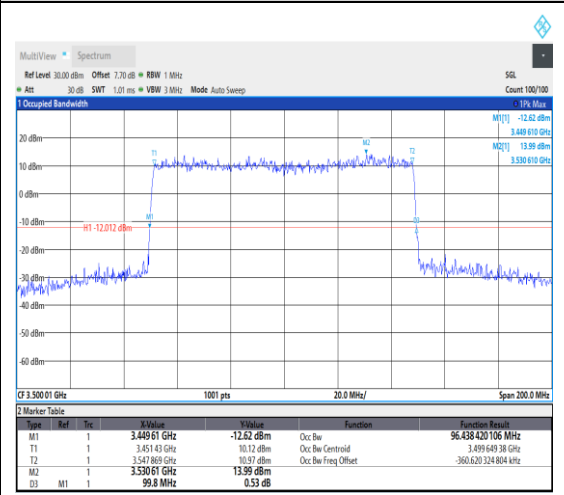 MultiView Spectrum
Ref Level 30.00 dBm Offset 7.70 dB RBW 1 MHz SGL
Att 30 dB SWT 1.01 ms VBW 3 MHz Mode Auto Sweep Count 100/100
1 Occupied Bandwidth 1Pk Max
M1[1] -12.62 dBm
3.449 610 GHz
M2[1] 13.99 dBm
3.530 610 GHz
20 dBm
T1
M2
T2
10 dBm
0 dBm
M1
D3
-10 dBm
H1 -12.012 dBm
-20 dBm
-30 dBm
-40 dBm
-50 dBm
-60 dBm
CF 3.500 01 GHz 1001 pts 20.0 MHz/ Span 200.0 MHz
2 Marker Table
Type Ref Trc X-Value Y-Value Function Function Result
M1 1 3.449 61 GHz -12.62 dBm Occ Bw 96.438 420 106 MHz
T1 1 3.451 43 GHz 10.12 dBm Occ Bw Centroid 3.499 649 38 GHz
T2 1 3.547 869 GHz 10.97 dBm Occ Bw Freq Offset -360.620 324 804 kHz
M2 1 3.530 61 GHz 13.99 dBm
D3 M1 1 99.8 MHz 0.53 dB